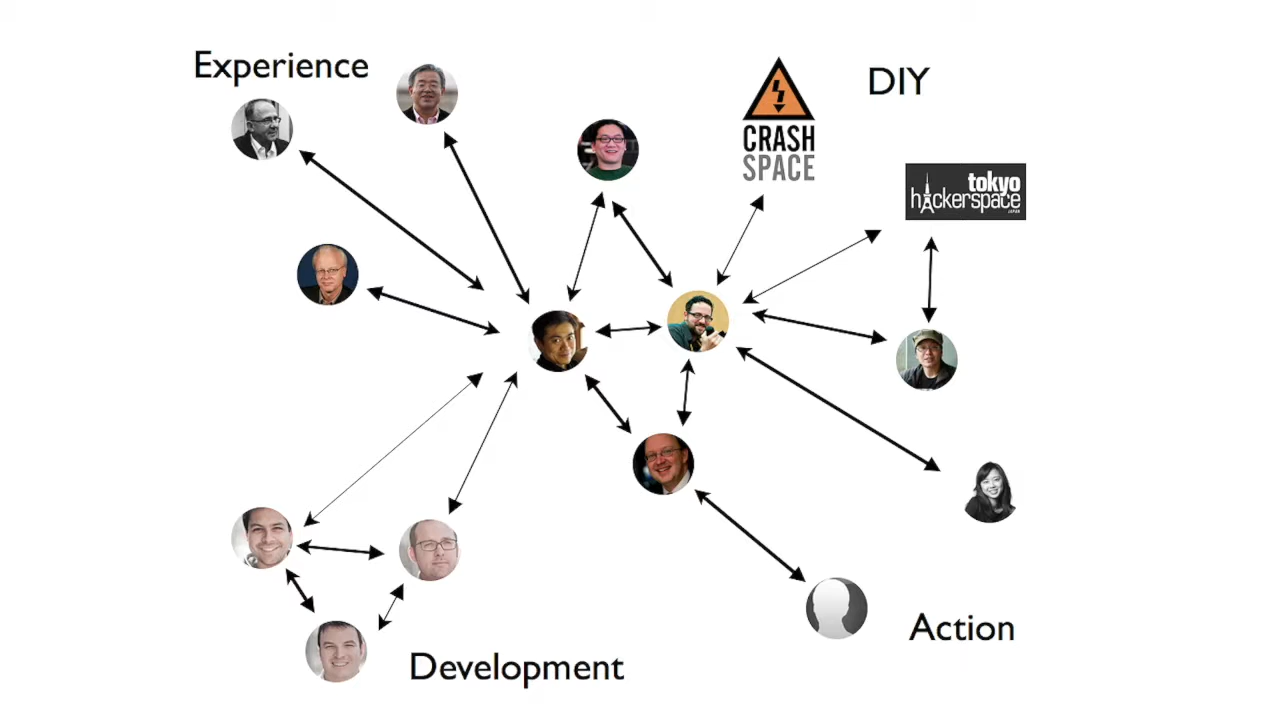 Experience
DIY
CRASH
SPACE
tokyo
hackerspace
JAPAN
Development
Action